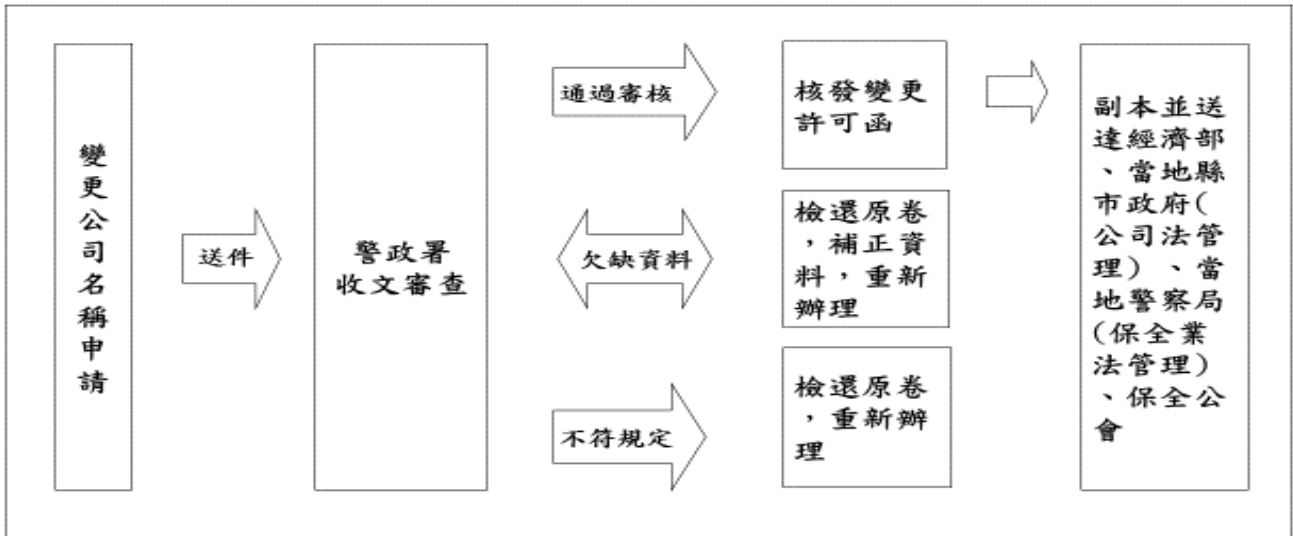 變更公司名稱申請
送件
警政署
收文審查
通過審核
核發變更
許可函
欠缺資料
檢還原卷
，補正資
料，重新
辦理
不符規定
檢還原卷
，重新辦
理
副本並送
達經濟部
、當地縣
市政府(
公司法管
理)、當
地警察局
(保全業
法管理)
、保全公
會